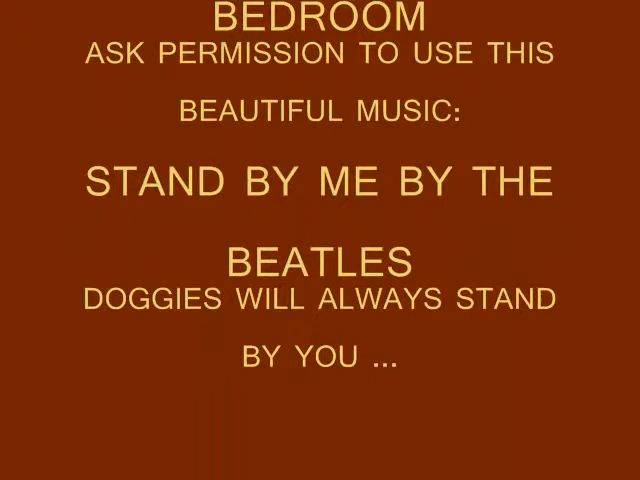 BEDROOM
ASK PERMISSION TO USE THIS
BEAUTIFUL MUSIC:
STAND BY ME BY THE
BEATLES
DOGGIES WILL ALWAYS STAND
BY YOU ...